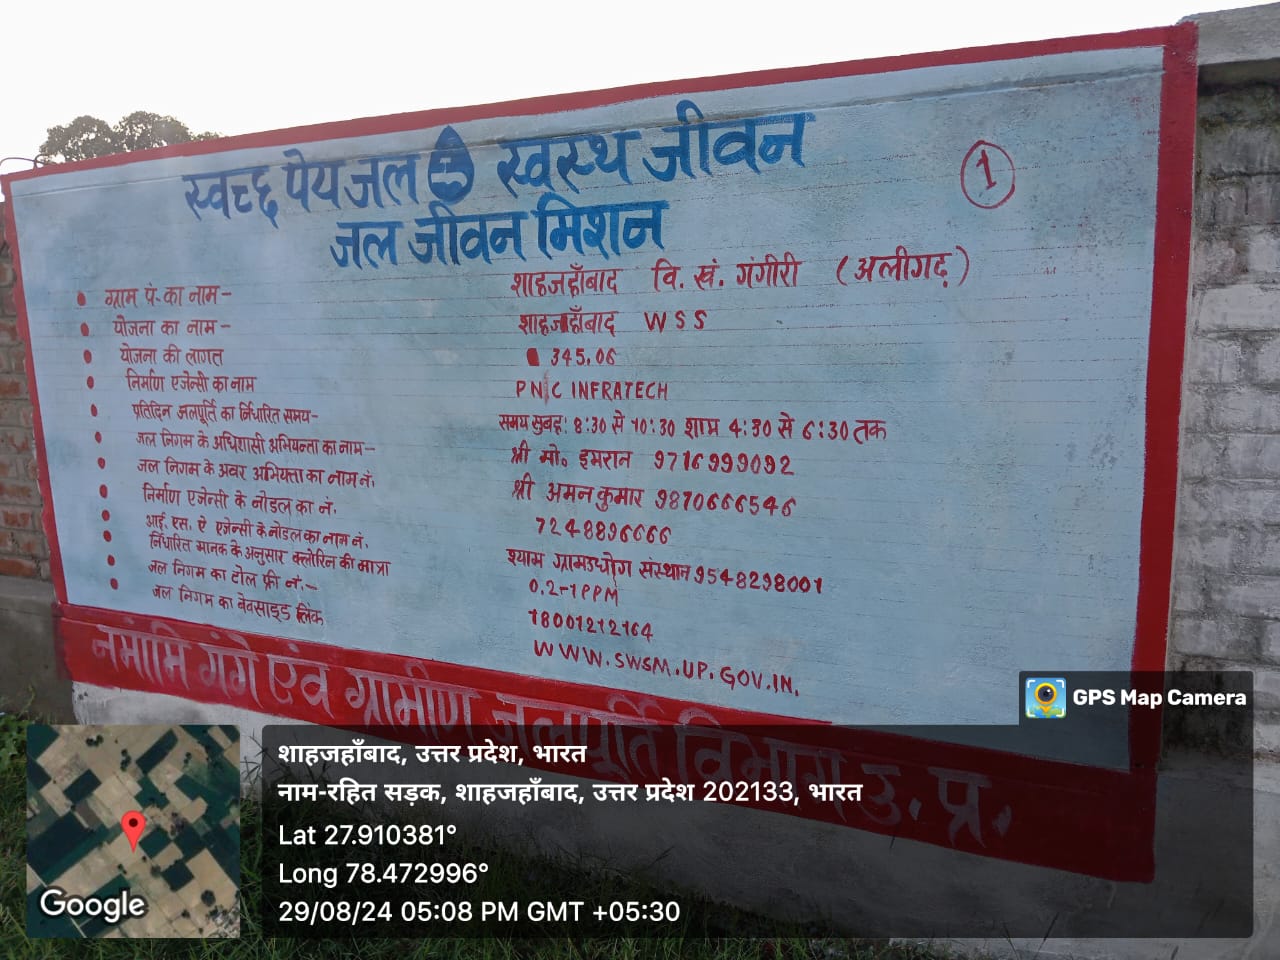 स्वच्छ पेयजल स्वस्थ जीवन
जल जीवन मिशन
1
ग्राम पं. का नाम - शाहजहाँबाद वि. खं. गंगीरी (अलीगढ़)
योजना का नाम - शाहजहाँबाद WSS
योजना की लागत 345.06
निर्माण एजेन्सी का नाम PNC INFRATECH
प्रतिदिन जलपूर्ति का र्निधारित समय - समय सुबह: 8:30 से 10:30 शाम 4:30 से 6:30 तक
जल निगम के अधिशासी अभियन्ता का नाम - श्री मो० इमरान 9716999092
जल निगम के अवर अभियन्ता का नाम नं. श्री अमन कुमार 9870666546
निर्माण एजेन्सी के नोडल का नं. 7248896666
आई. एस. ऐ एजेन्सी के नोडल का नाम नं. श्याम ग्रामउधोग संस्थान 9548298001
र्निधारित मानक के अनुसार क्लोरिन की मात्रा 0.2-1PPM
जल निगम का टोल फ्री नं. - 18001212164
जल निगम का बेवसाइड लिंक WWW.SWSM.UP.GOV.IN.
नमामि गंगे एंव ग्रामीण जलपूर्ति विभाग उ. प्र.
GPS Map Camera
शाहजहाँबाद, उत्तर प्रदेश, भारत
नाम-रहित सड़क, शाहजहाँबाद, उत्तर प्रदेश 202133, भारत
Lat 27.910381°
Long 78.472996°
29/08/24 05:08 PM GMT +05:30
Google